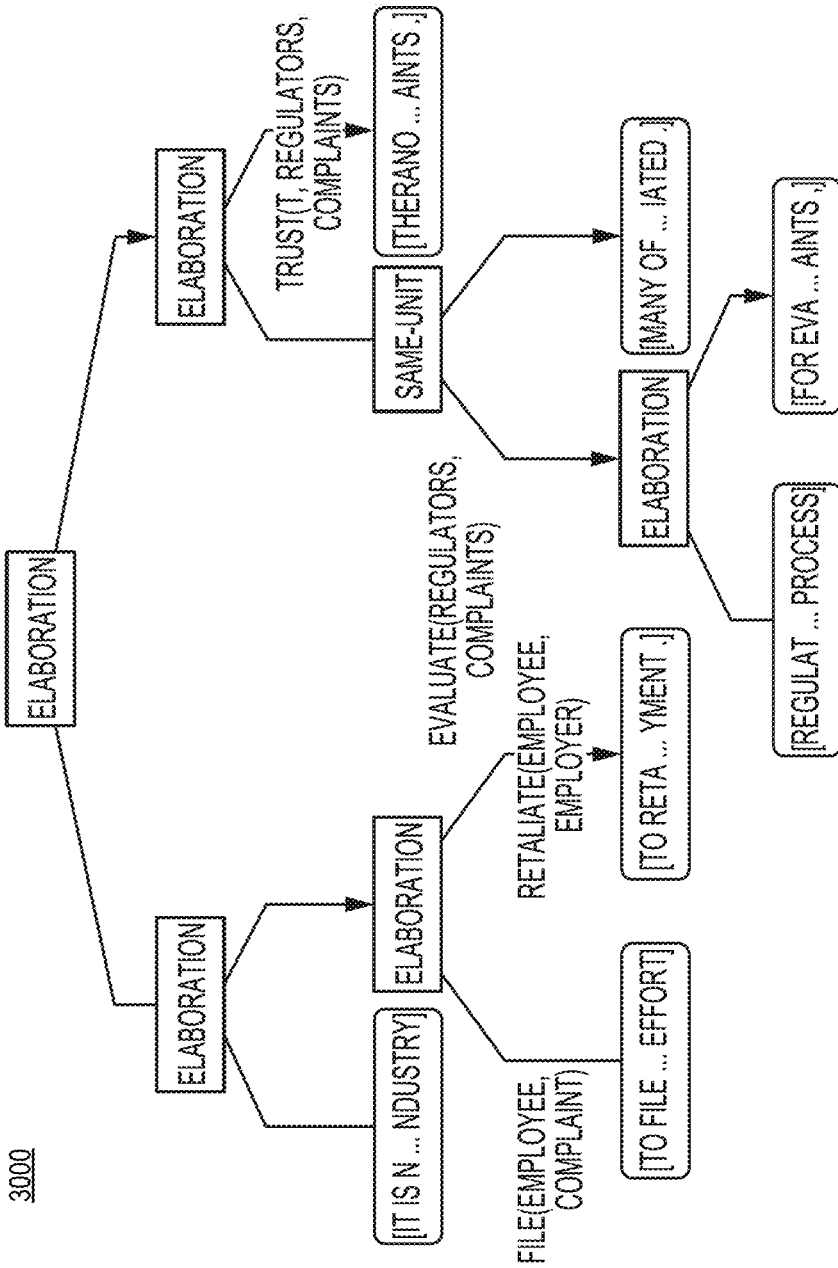 3000
ELABORATION
ELABORATION
ELABORATION
[IT IS N ... NDUSTRY]
ELABORATION
SAME-UNIT
TRUST(T, REGULATORS,
COMPLAINTS)
[THERANO ... AINTS ,]
FILE(EMPLOYEE,
COMPLAINT)
RETALIATE(EMPLOYEE,
EMPLOYER)
EVALUATE(REGULATORS,
COMPLAINTS)
[TO FILE ... EFFORT]
[TO RETA ... YMENT .]
ELABORATION
[MANY OF ... IATED .]
[REGULAT ... PROCESS]
[FOR EVA ... AINTS ,]